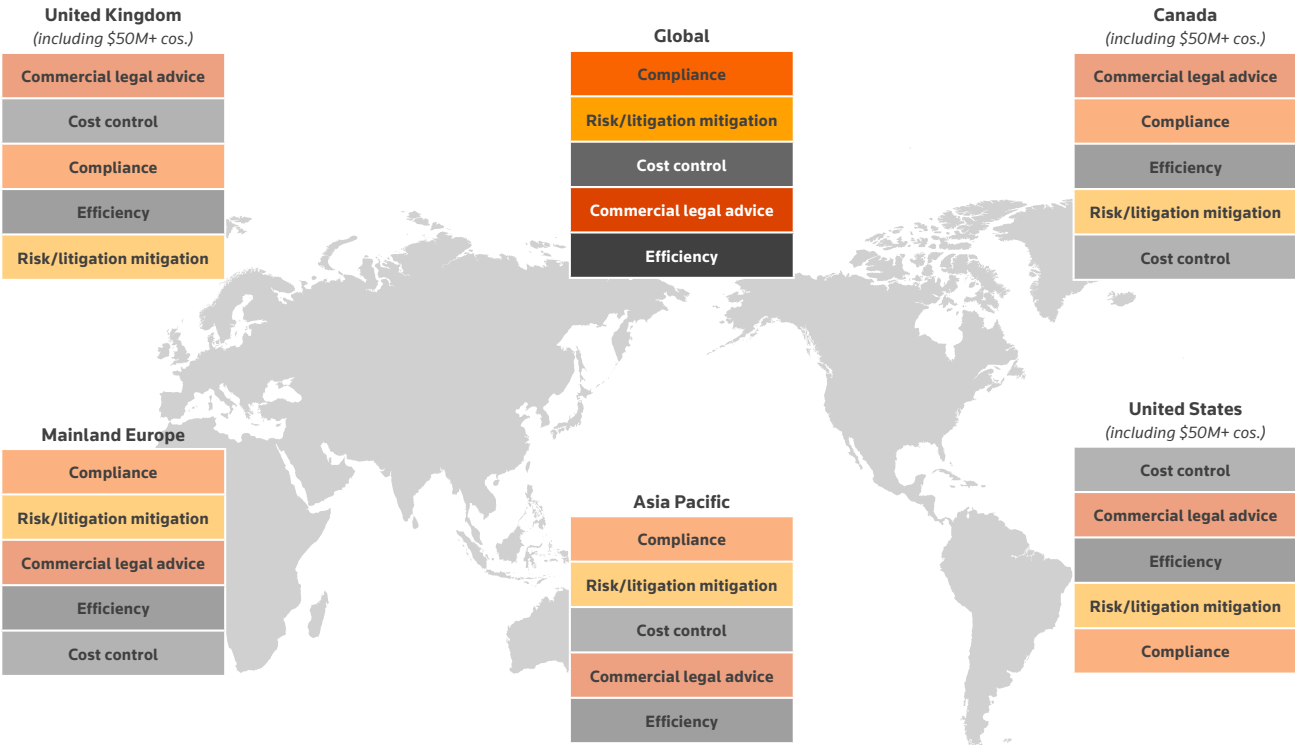 United Kingdom
(including $50M+ cos.)
Commercial legal advice
Cost control
Compliance
Efficiency
Risk/litigation mitigation
Global
Compliance
Risk/litigation mitigation
Cost control
Commercial legal advice
Efficiency
Canada
(including $50M+ cos.)
Commercial legal advice
Compliance
Efficiency
Risk/litigation mitigation
Cost control
Mainland Europe
Compliance
Risk/litigation mitigation
Commercial legal advice
Efficiency
Cost control
Asia Pacific
Compliance
Risk/litigation mitigation
Cost control
Commercial legal advice
Efficiency
United States
(including $50M+ cos.)
Cost control
Commercial legal advice
Efficiency
Risk/litigation mitigation
Compliance